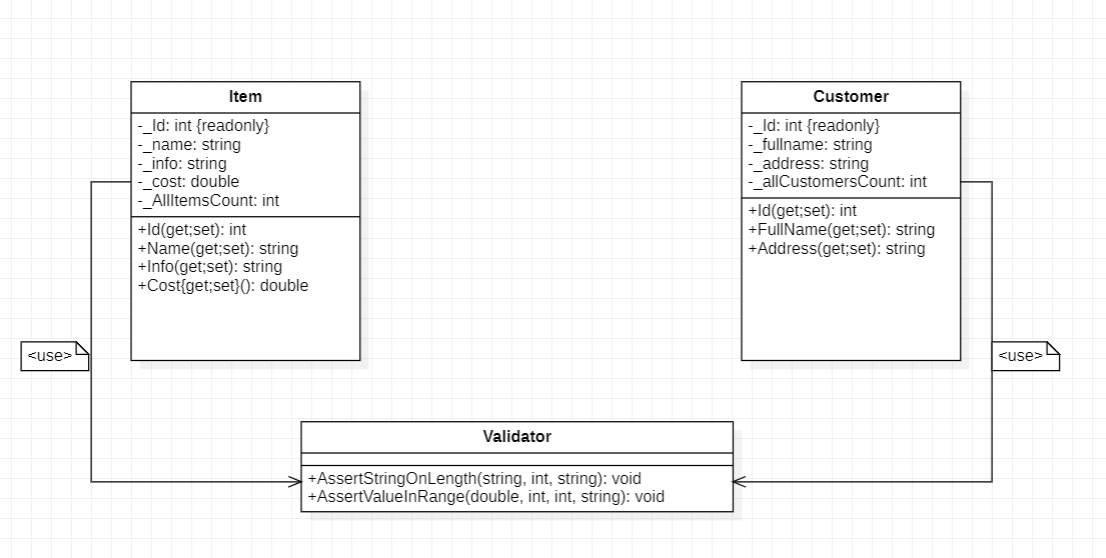 Item
-_Id: int {readonly}
-_name: string
-_info: string
-_cost: double
-_AllItemsCount: int
+Id(get;set): int
+Name(get;set): string
+Info(get;set): string
+Cost{get;set}(): double
Customer
-_Id: int {readonly}
-_fullname: string
-_address: string
-_allCustomersCount: int
+Id(get;set): int
+FullName(get;set): string
+Address(get;set): string
<use>
<use>
Validator
+AssertStringOnLength(string, int, string): void
+AssertValueInRange(double, int, int, string): void